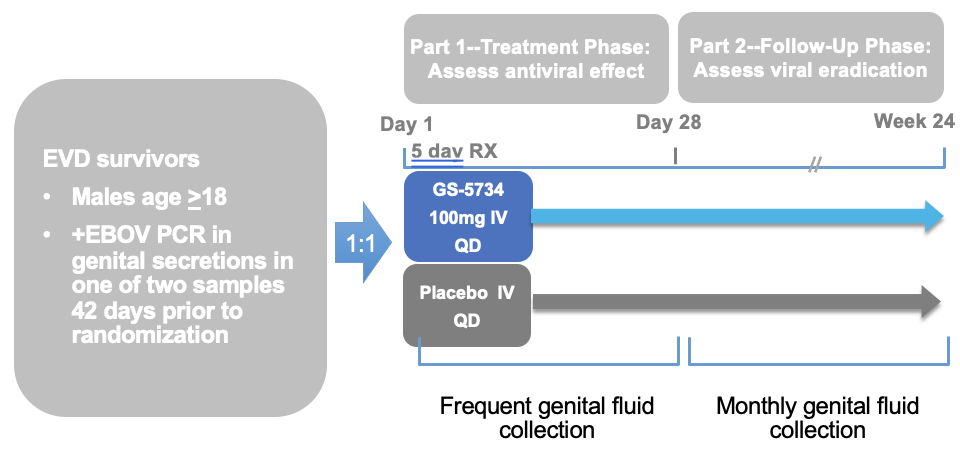 Part 1--Treatment Phase:
Assess antiviral effect
Part 2--Follow-Up Phase:
Assess viral eradication
Day 1
Day 28
Week 24
5 day RX
EVD survivors
• Males age ≥18
• +EBOV PCR in
genital secretions in
one of two samples
42 days prior to
randomization
1:1
GS-5734
100mg IV
QD
Placebo IV
QD
Frequent genital fluid
collection
Monthly genital fluid
collection